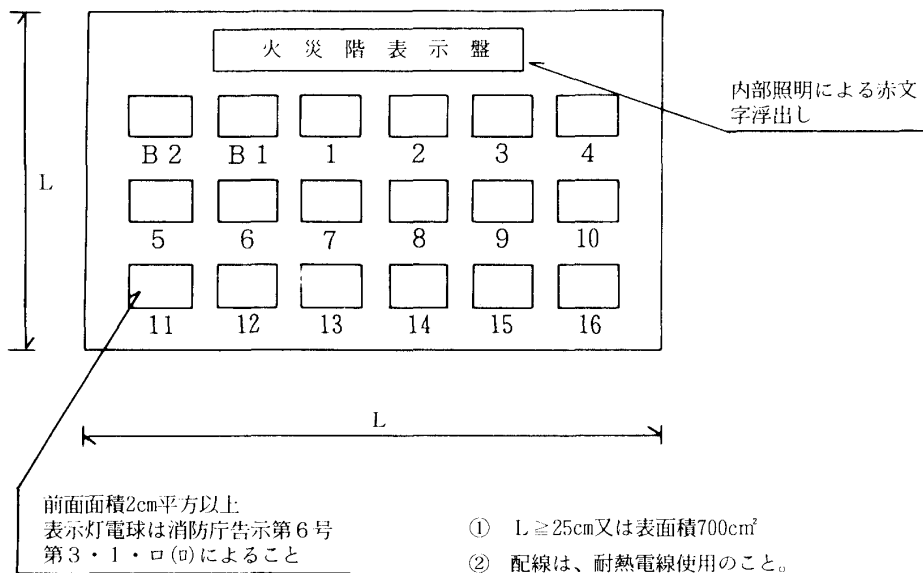 火災階表示盤
内部照明による赤文
字浮出し
B2 B1 1 2 3 4
L
5 6 7 8 9 10
11 12 13 14 15 16
L
前面面積2cm平方以上
表示灯電球は消防庁告示第6号
第3・1・ロ(ロ)によること
① L≧25cm又は表面積700cm²
② 配線は、耐熱電線使用のこと。